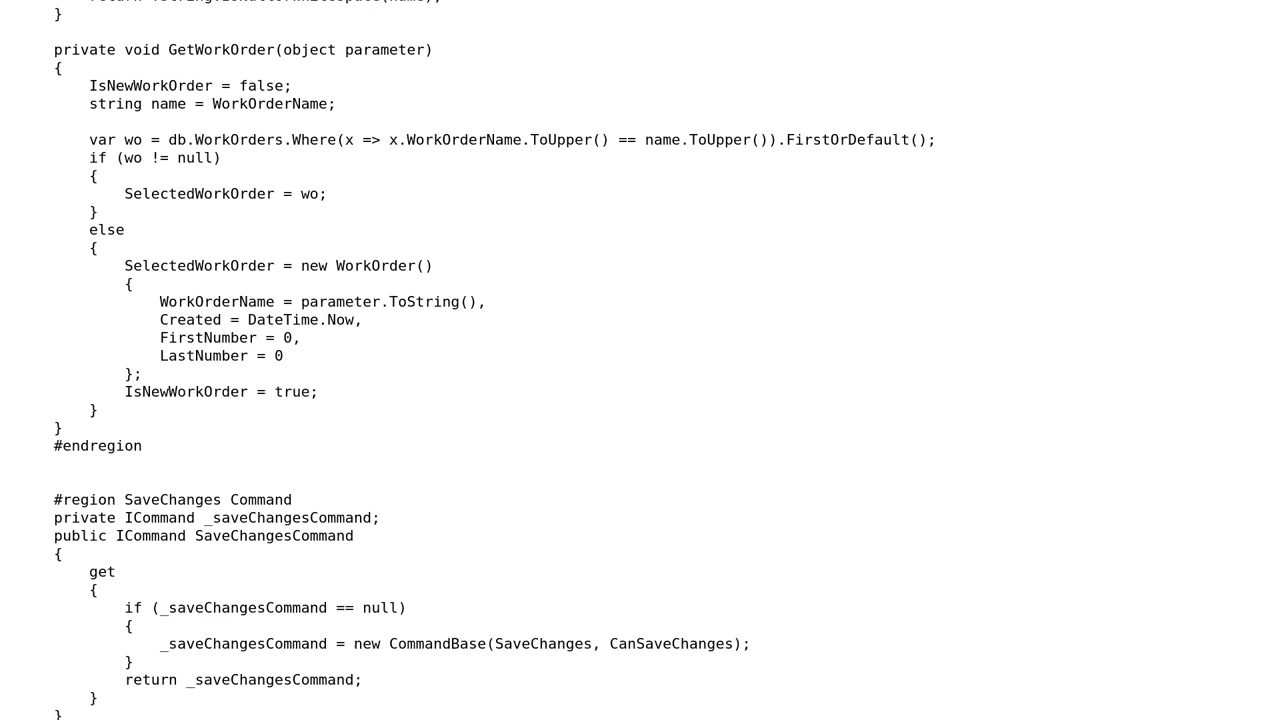 }
private void GetWorkOrder(object parameter)
{
IsNewWorkOrder = false;
string name = WorkOrderName;
var wo = db.WorkOrders.Where(x => x.WorkOrderName.ToUpper() == name.ToUpper()).FirstOrDefault();
if (wo != null)
{
SelectedWorkOrder = wo;
}
else
{
SelectedWorkOrder = new WorkOrder()
{
WorkOrderName = parameter.ToString(),
Created = DateTime.Now,
FirstNumber = 0,
LastNumber = 0
};
IsNewWorkOrder = true;
}
}
#endregion
#region SaveChanges Command
private ICommand _saveChangesCommand;
public ICommand SaveChangesCommand
{
get
{
if (_saveChangesCommand == null)
{
_saveChangesCommand = new CommandBase(SaveChanges, CanSaveChanges);
}
return _saveChangesCommand;
}
}